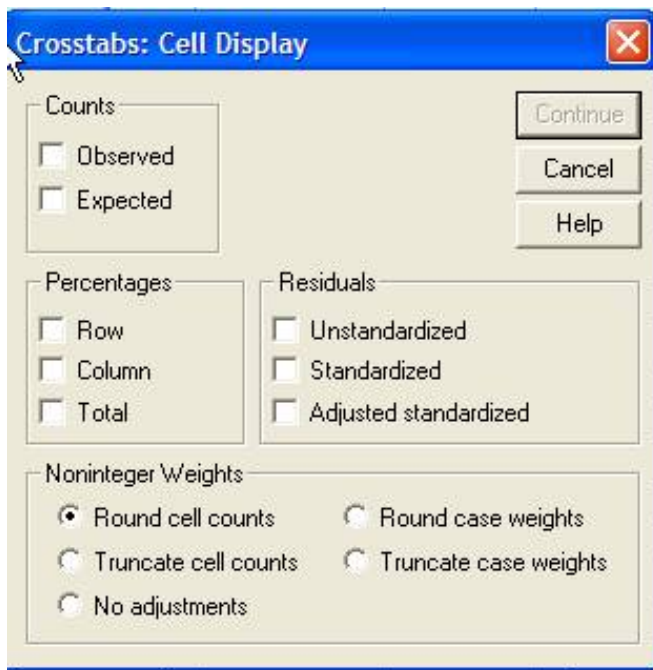 Crosstabs: Cell Display
Counts
Observed
Expected
Continue
Cancel
Help
Percentages
Row
Column
Total
Residuals
Unstandardized
Standardized
Adjusted standardized
Noninteger Weights
Round cell counts
Round case weights
Truncate cell counts
Truncate case weights
No adjustments